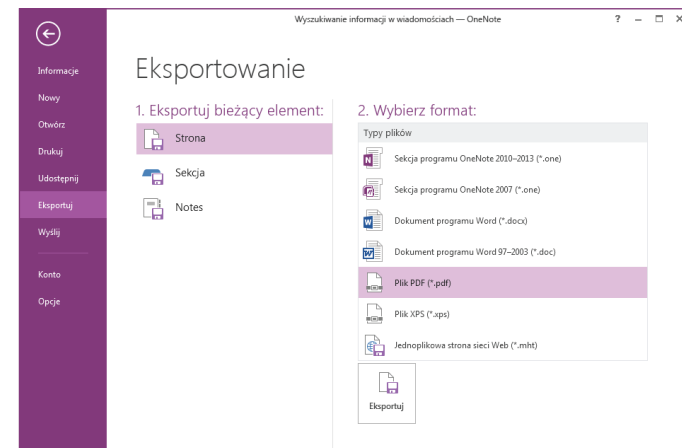 Wyszukiwanie informacji w wiadomościach — OneNote
Informacje
Nowy
Otwórz
Drukuj
Udostępnij
Eksportuj
Wyślij
Konto
Opcje
Eksportowanie
1. Eksportuj bieżący element:
Strona
Sekcja
Notes
2. Wybierz format:
Typy plików
Sekcja programu OneNote 2010–2013 (*.one)
Sekcja programu OneNote 2007 (*.one)
Dokument programu Word (*.docx)
Dokument programu Word 97–2003 (*.doc)
Plik PDF (*.pdf)
Plik XPS (*.xps)
Jednoplikowa strona sieci Web (*.mht)
Eksportuj